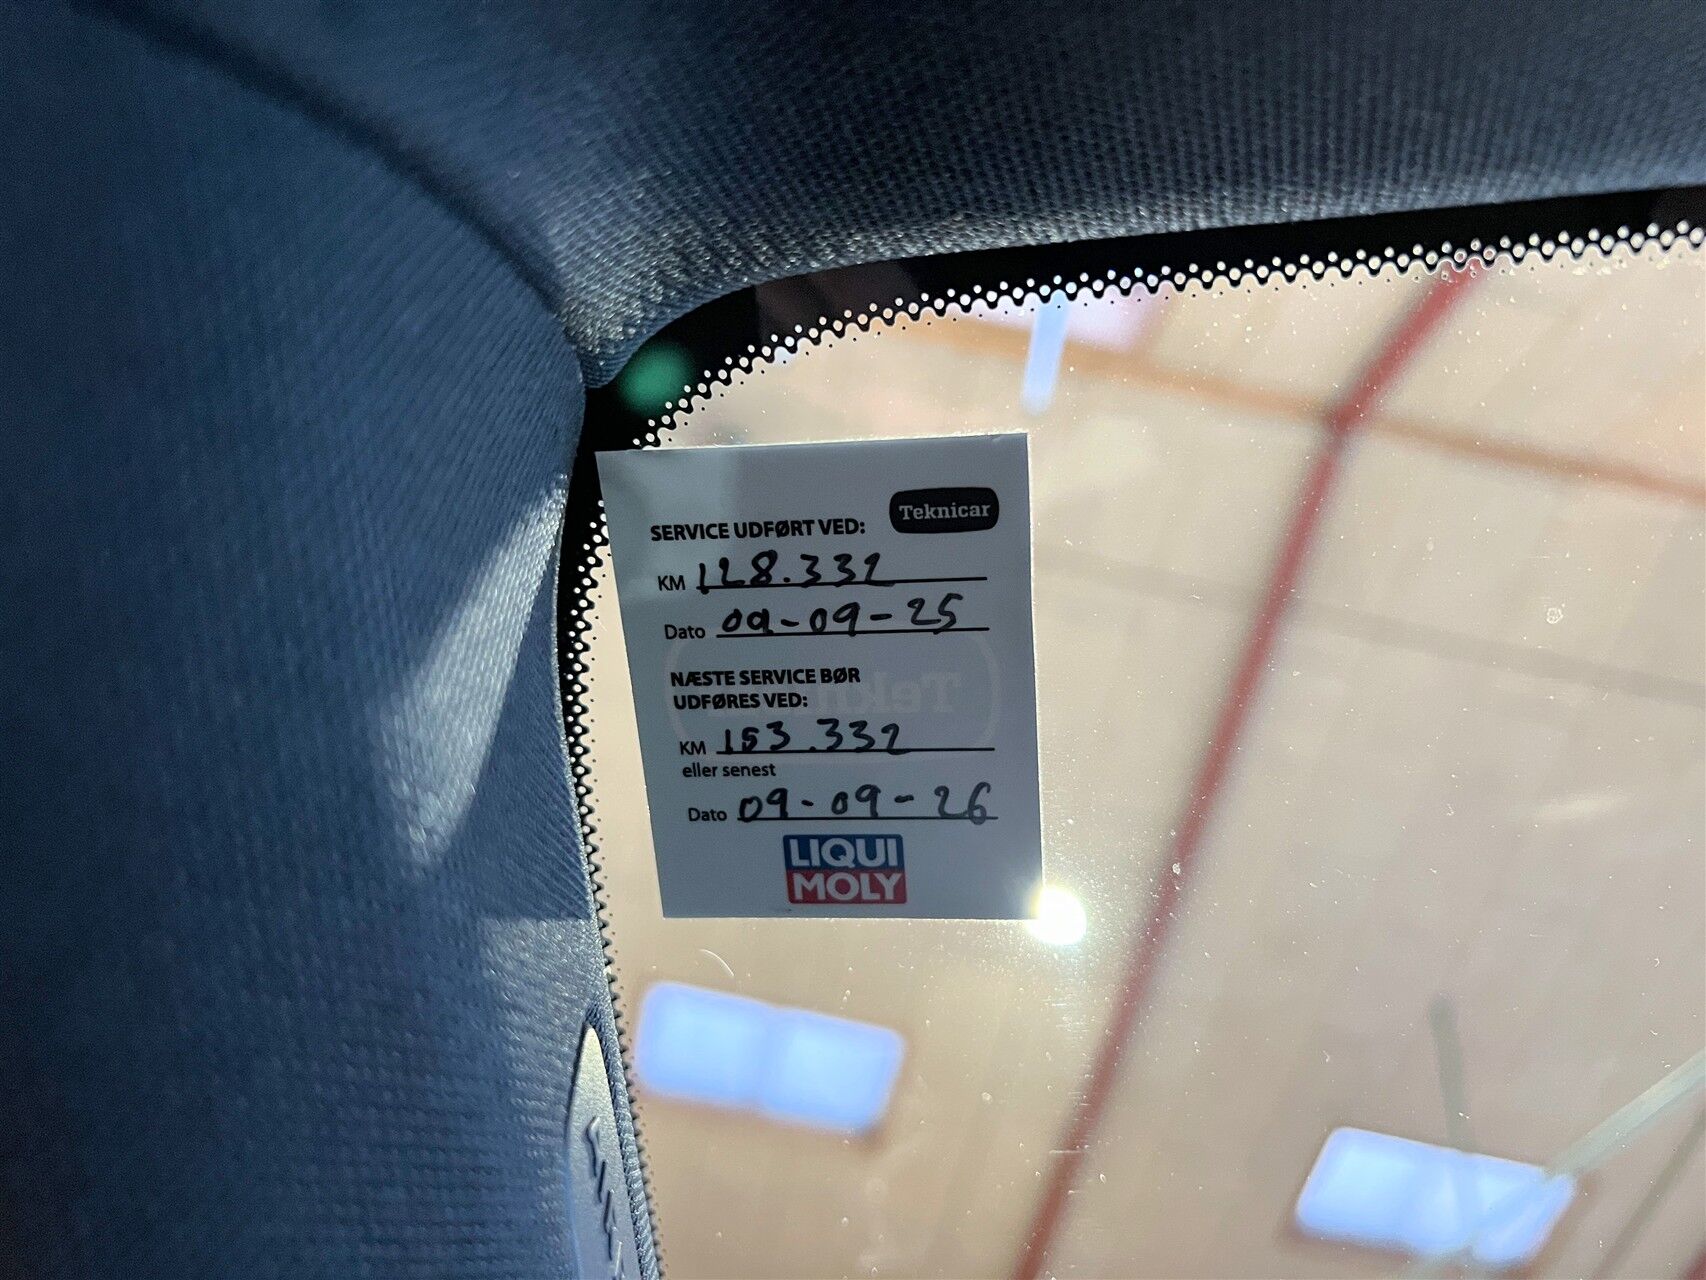 Teknicar
SERVICE UDFØRT VED:
KM 128.332
Dato 09-09-25
NÆSTE SERVICE BØR
UDFØRES VED:
KM 153.332
eller senest
Dato 09-09-26
LIQUI
MOLY